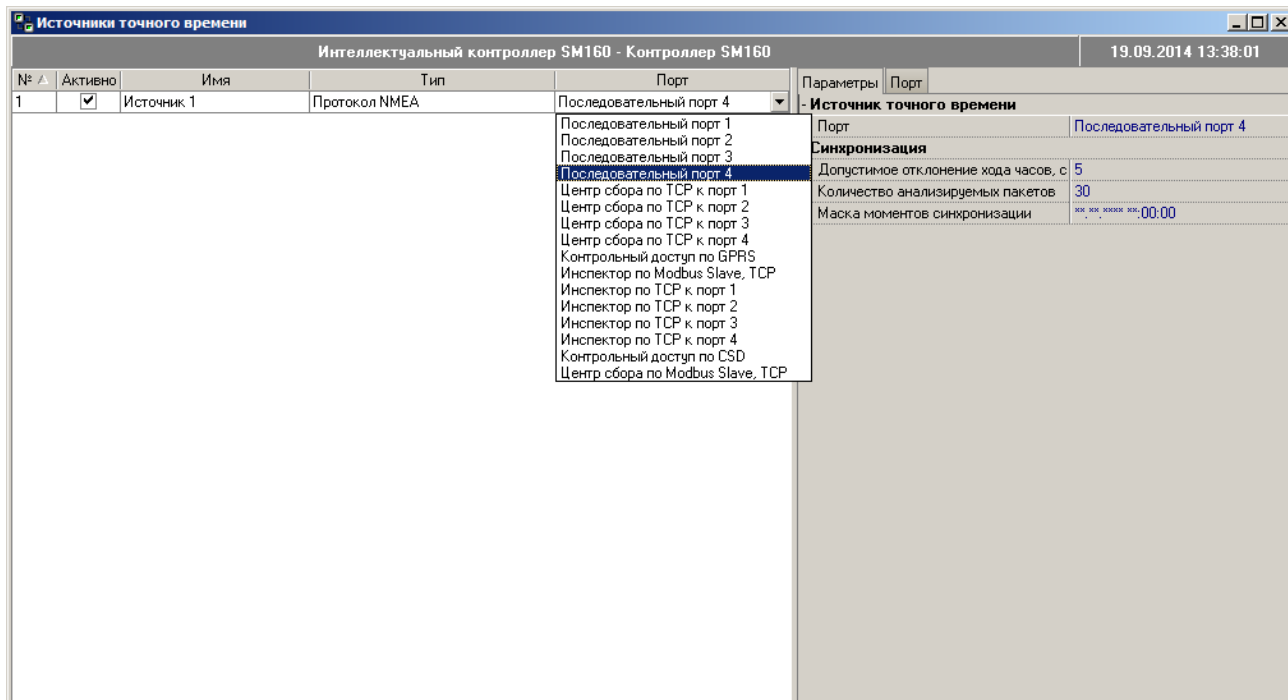 Источники точного времени
Интеллектуальный контроллер SM160 - Контроллер SM160 19.09.2014 13:38:01
№ Активно Имя Тип Порт
1 Источник 1 Протокол NMEA Последовательный порт 4
Последовательный порт 1
Последовательный порт 2
Последовательный порт 3
Последовательный порт 4
Центр сбора по TCP к порт 1
Центр сбора по TCP к порт 2
Центр сбора по TCP к порт 3
Центр сбора по TCP к порт 4
Контрольный доступ по GPRS
Инспектор по Modbus Slave, TCP
Инспектор по TCP к порт 1
Инспектор по TCP к порт 2
Инспектор по TCP к порт 3
Инспектор по TCP к порт 4
Контрольный доступ по CSD
Центр сбора по Modbus Slave, TCP
Параметры Порт
- Источник точного времени
Порт Последовательный порт 4
Синхронизация
Допустимое отклонение хода часов, с 5
Количество анализируемых пакетов 30
Маска моментов синхронизации **.**.**** **:00:00